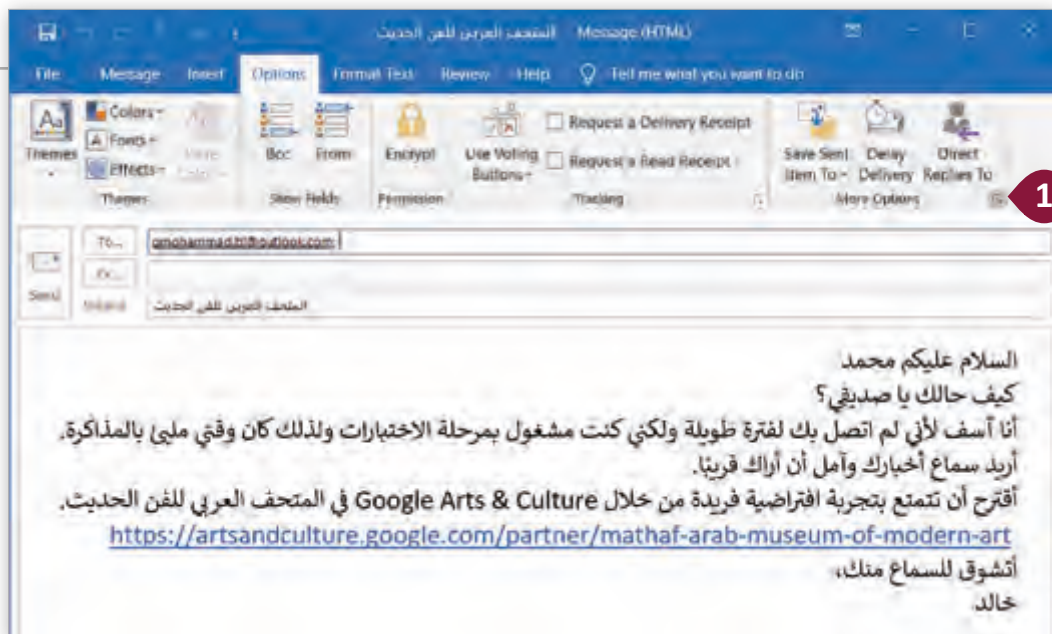 المتحف العربي للفن الحديث Message (HTML)
File Message Insert Options Format Text Review Help Tell me what you want to do
Themes
Colors
Fonts
Effects
Themes
Bcc From
Show Fields
Encrypt
Permission
Use Voting Buttons
Request a Delivery Receipt
Request a Read Receipt
Tracking
Save Sent Item To
Delay Delivery
Direct Replies To
More Options
1
To...
Cc...
Send
المتحف العربي للفن الحديث
السلام عليكم محمد
كيف حالك يا صديقي؟
أنا آسف لأني لم اتصل بك لفترة طويلة ولكني كنت مشغول بمرحلة الاختبارات ولذلك كان وقتي مليئ بالمذاكرة.
أريد سماع أخبارك وآمل أن أراك قريبًا.
أقترح أن نتمتع بتجربة افتراضية فريدة من خلال Google Arts & Culture في المتحف العربي للفن الحديث.
https://artsandculture.google.com/partner/mathaf-arab-museum-of-modern-art
أتشوق للسماع منك،
خالد